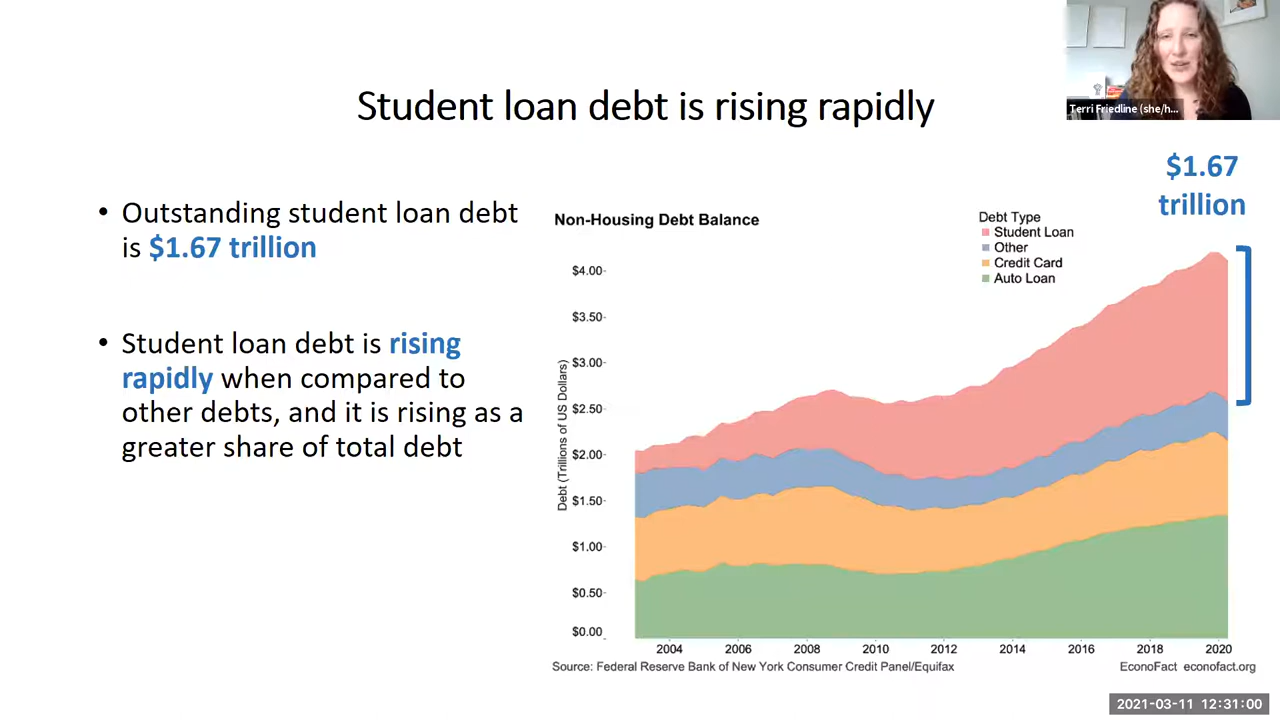 Terri Friedline (she/h...
Student loan debt is rising rapidly
$1.67
trillion
• Outstanding student loan debt
is $1.67 trillion
• Student loan debt is rising
rapidly when compared to
other debts, and it is rising as a
greater share of total debt
Non-Housing Debt Balance
Debt Type
Student Loan
Other
Credit Card
Auto Loan
Debt (Trillions of US Dollars)
$4.00
$3.50
$3.00
$2.50
$2.00
$1.50
$1.00
$0.50
$0.00
2004 2006 2008 2010 2012 2014 2016 2018 2020
Source: Federal Reserve Bank of New York Consumer Credit Panel/Equifax
EconoFact econofact.org
2021-03-11 12:31:00